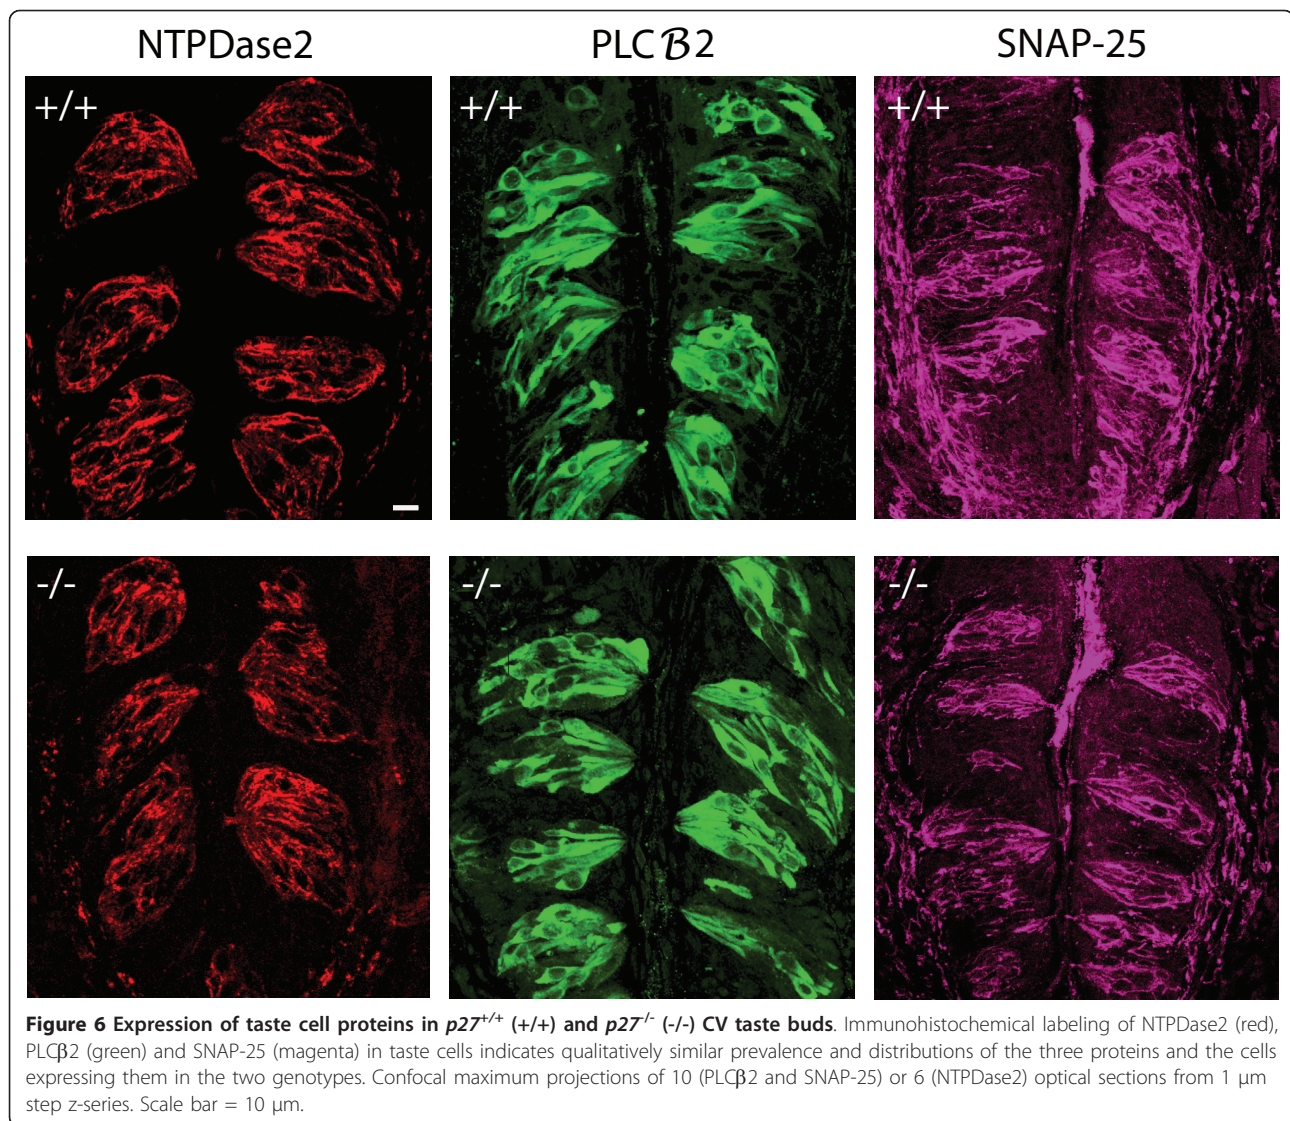 NTPDase2 PLCℬ2 SNAP-25
+/+ +/+ +/+
-/- -/- -/-
Figure 6 Expression of taste cell proteins in p27+/+ (+/+) and p27-/- (-/-) CV taste buds. Immunohistochemical labeling of NTPDase2 (red),
PLCβ2 (green) and SNAP-25 (magenta) in taste cells indicates qualitatively similar prevalence and distributions of the three proteins and the cells
expressing them in the two genotypes. Confocal maximum projections of 10 (PLCβ2 and SNAP-25) or 6 (NTPDase2) optical sections from 1 μm
step z-series. Scale bar = 10 μm.